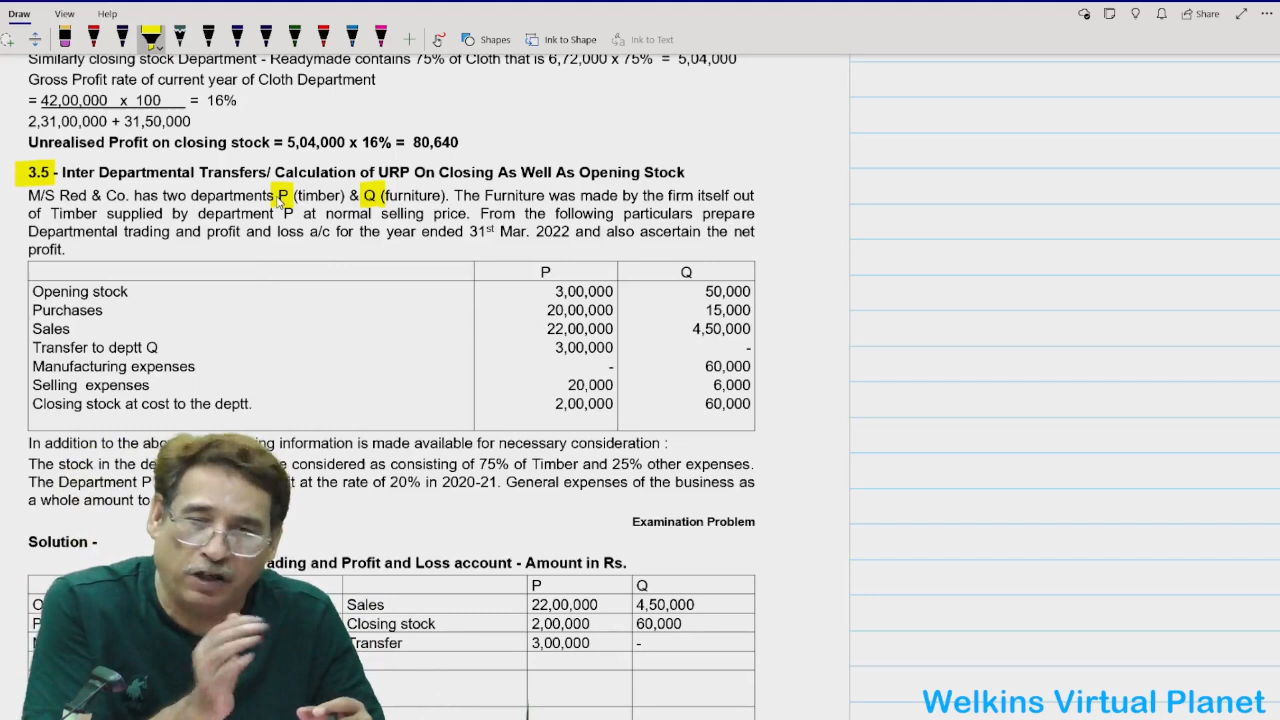 Draw View Help
Shapes Ink to Shape Ink to Text Share
Similarly closing stock Department - Readymade contains 75% of Cloth that is 6,72,000 x 75% = 5,04,000
Gross Profit rate of current year of Cloth Department
= 42,00,000 x 100 = 16%
2,31,00,000 + 31,50,000
Unrealised Profit on closing stock = 5,04,000 x 16% = 80,640
3.5 - Inter Departmental Transfers/ Calculation of URP On Closing As Well As Opening Stock
M/S Red & Co. has two departments P (timber) & Q (furniture). The Furniture was made by the firm itself out
of Timber supplied by department P at normal selling price. From the following particulars prepare
Departmental trading and profit and loss a/c for the year ended 31st Mar. 2022 and also ascertain the net
profit.
P Q
Opening stock 3,00,000 50,000
Purchases 20,00,000 15,000
Sales 22,00,000 4,50,000
Transfer to deptt Q 3,00,000 -
Manufacturing expenses - 60,000
Selling expenses 20,000 6,000
Closing stock at cost to the deptt. 2,00,000 60,000
In addition to the information is made available for necessary consideration :
The stock in the considered as consisting of 75% of Timber and 25% other expenses.
The Department P at the rate of 20% in 2020-21. General expenses of the business as
a whole amount to
Examination Problem
Solution -
and Profit and Loss account - Amount in Rs.
P Q
Sales 22,00,000 4,50,000
Closing stock 2,00,000 60,000
Transfer 3,00,000 -
Welkins Virtual Planet